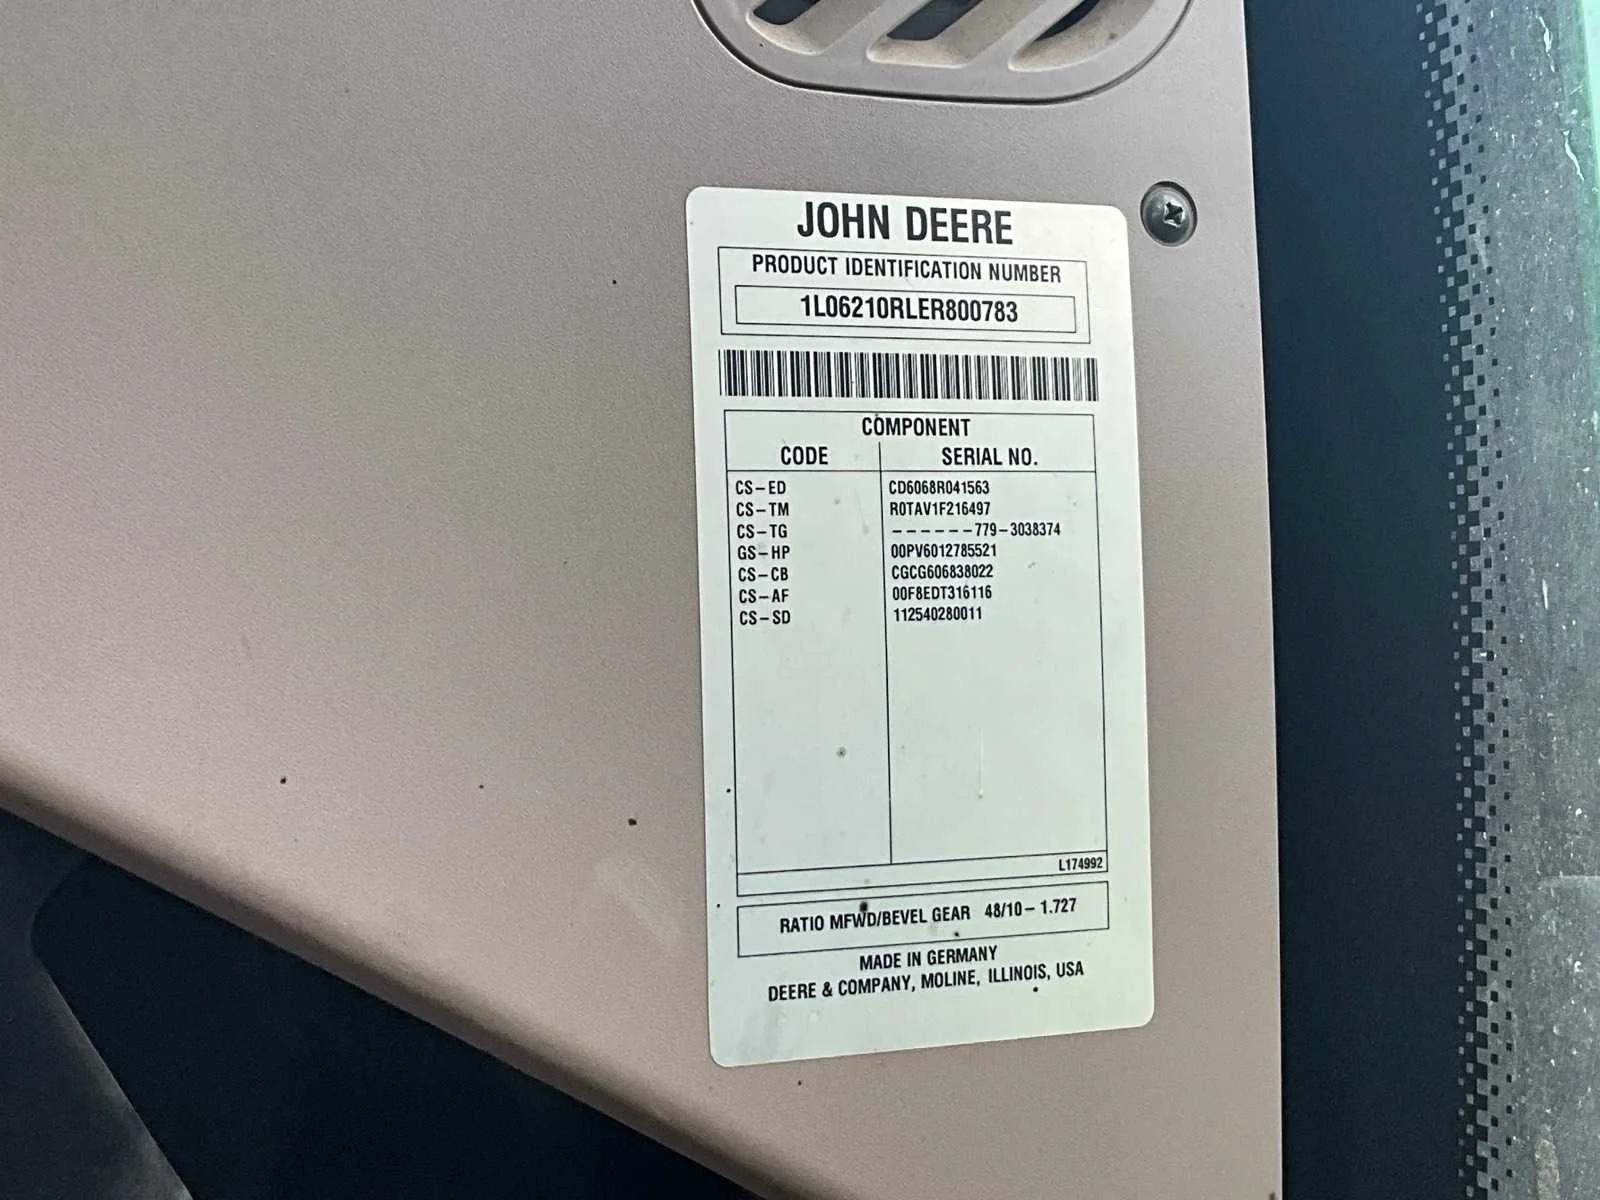 JOHN DEERE
PRODUCT IDENTIFICATION NUMBER
1L06210RLER800783
COMPONENT
CODE SERIAL NO.
CS-ED CD6068R041563
CS-TM R0TAV1F216497
CS-TG ------779-3038374
GS-HP 00PV6012785521
CS-CB CGCG606838022
CS-AF 00F8EDT316116
CS-SD 112540280011
L174992
RATIO MFWD/BEVEL GEAR 48/10-1.727
MADE IN GERMANY
DEERE & COMPANY, MOLINE, ILLINOIS, USA